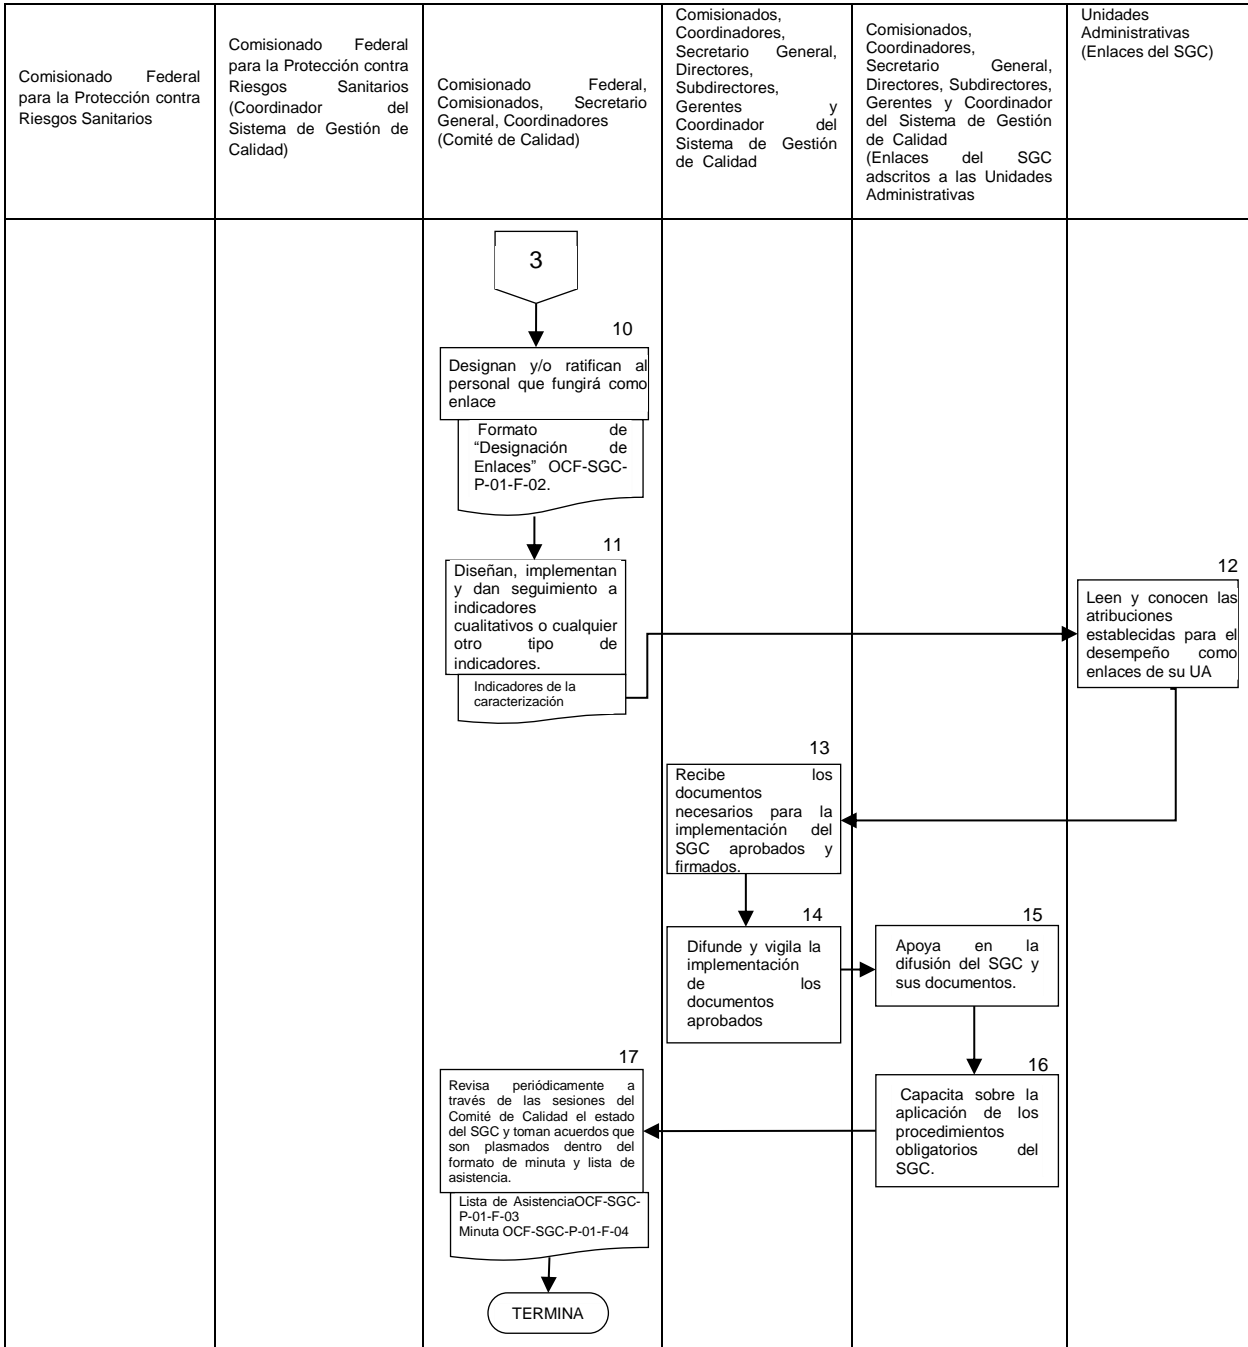 Comisionado Federal
para la Protección contra
Riesgos Sanitarios
Comisionado Federal
para la Protección contra
Riesgos Sanitarios
(Coordinador del
Sistema de Gestión de
Calidad)
Comisionado Federal,
Comisionados, Secretario
General, Coordinadores
(Comité de Calidad)
Comisionados,
Coordinadores,
Secretario General,
Directores,
Subdirectores,
Gerentes y
Coordinador del
Sistema de Gestión
de Calidad
Comisionados,
Coordinadores,
Secretario General,
Directores, Subdirectores,
Gerentes y Coordinador
del Sistema de Gestión
de Calidad
(Enlaces del SGC
adscritos a las Unidades
Administrativas
Unidades
Administrativas
(Enlaces del SGC)
3
10
Designan y/o ratifican al
personal que fungirá como
enlace
Formato de
“Designación de
Enlaces” OCF-SGC-
P-01-F-02.
11
Diseñan, implementan
y dan seguimiento a
indicadores
cualitativos o cualquier
otro tipo de
indicadores.
Indicadores de la
caracterización
12
Leen y conocen las
atribuciones
establecidas para el
desempeño como
enlaces de su UA
13
Recibe los
documentos
necesarios para la
implementación del
SGC aprobados y
firmados.
14
Difunde y vigila la
implementación
de los
documentos
aprobados
15
Apoya en la
difusión del SGC y
sus documentos.
16
Capacita sobre la
aplicación de los
procedimientos
obligatorios del
SGC.
17
Revisa periódicamente a
través de las sesiones del
Comité de Calidad el estado
del SGC y toman acuerdos que
son plasmados dentro del
formato de minuta y lista de
asistencia.
Lista de AsistenciaOCF-SGC-
P-01-F-03
Minuta OCF-SGC-P-01-F-04
TERMINA